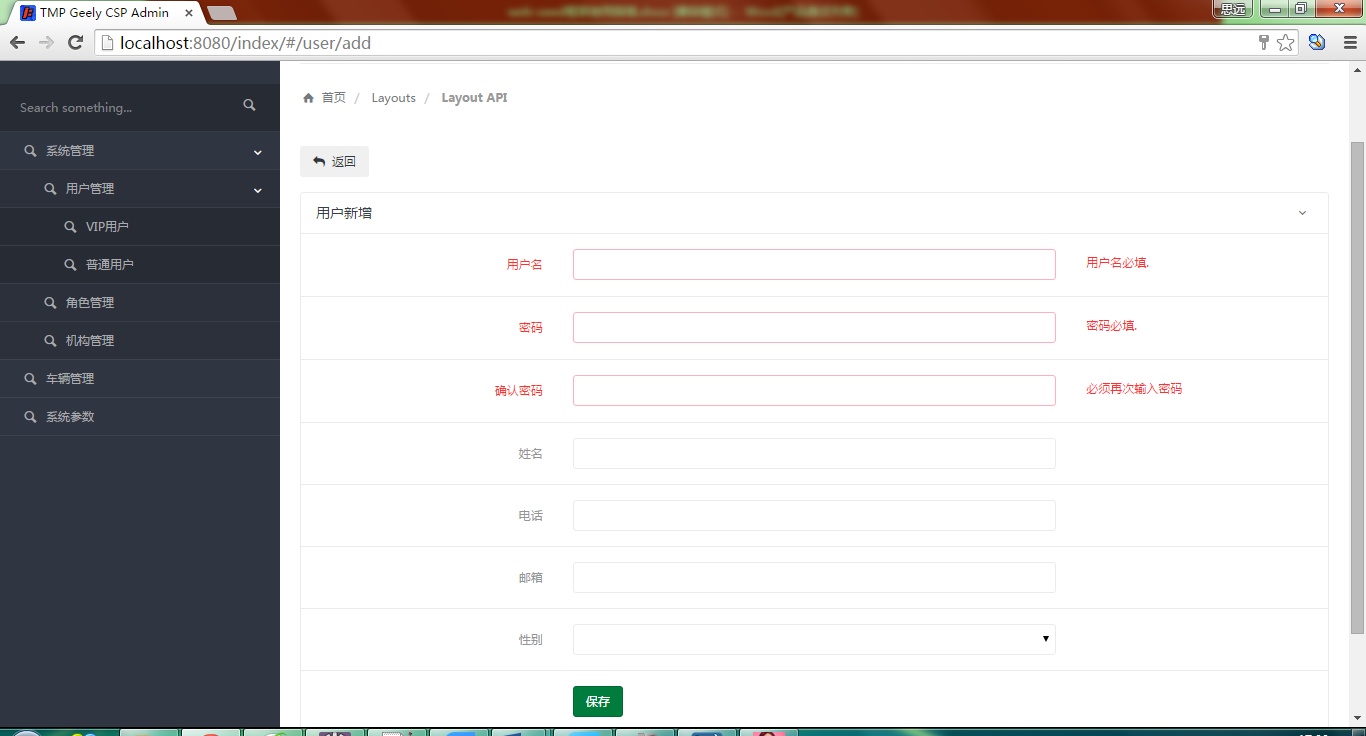 TMP Geely CSP Admin
思远
localhost:8080/index/#/user/add
Search something...
系统管理
用户管理
VIP用户
普通用户
角色管理
机构管理
车辆管理
系统参数
首页 / Layouts / Layout API
返回
用户新增
用户名 用户名必填.
密码 密码必填.
确认密码 必须再次输入密码
姓名
电话
邮箱
性别
保存